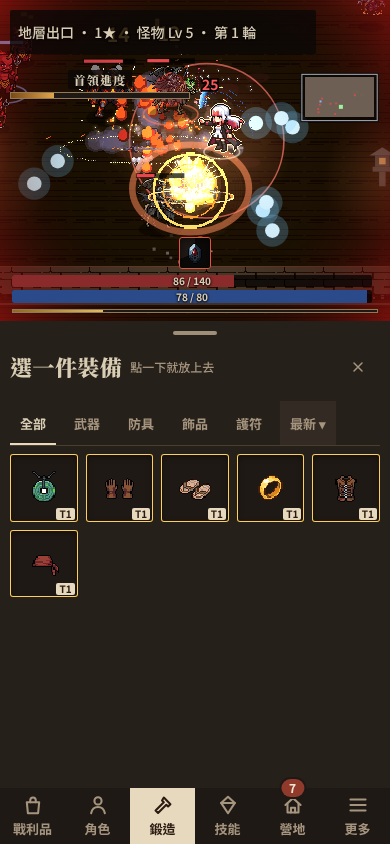 地層出口 · 1★ · 怪物 Lv 5 · 第 1 輪
首領進度
25
86 / 140
78 / 80
選一件裝備 點一下就放上去 ×
全部 武器 防具 飾品 護符 最新 ▾
T1 T1 T1 T1 T1
T1
7
戰利品 角色 鍛造 技能 營地 更多